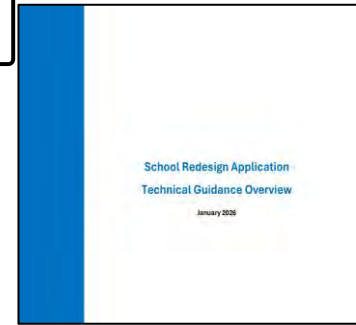 School Redesign Application
Technical Guidance Overview
January 2026